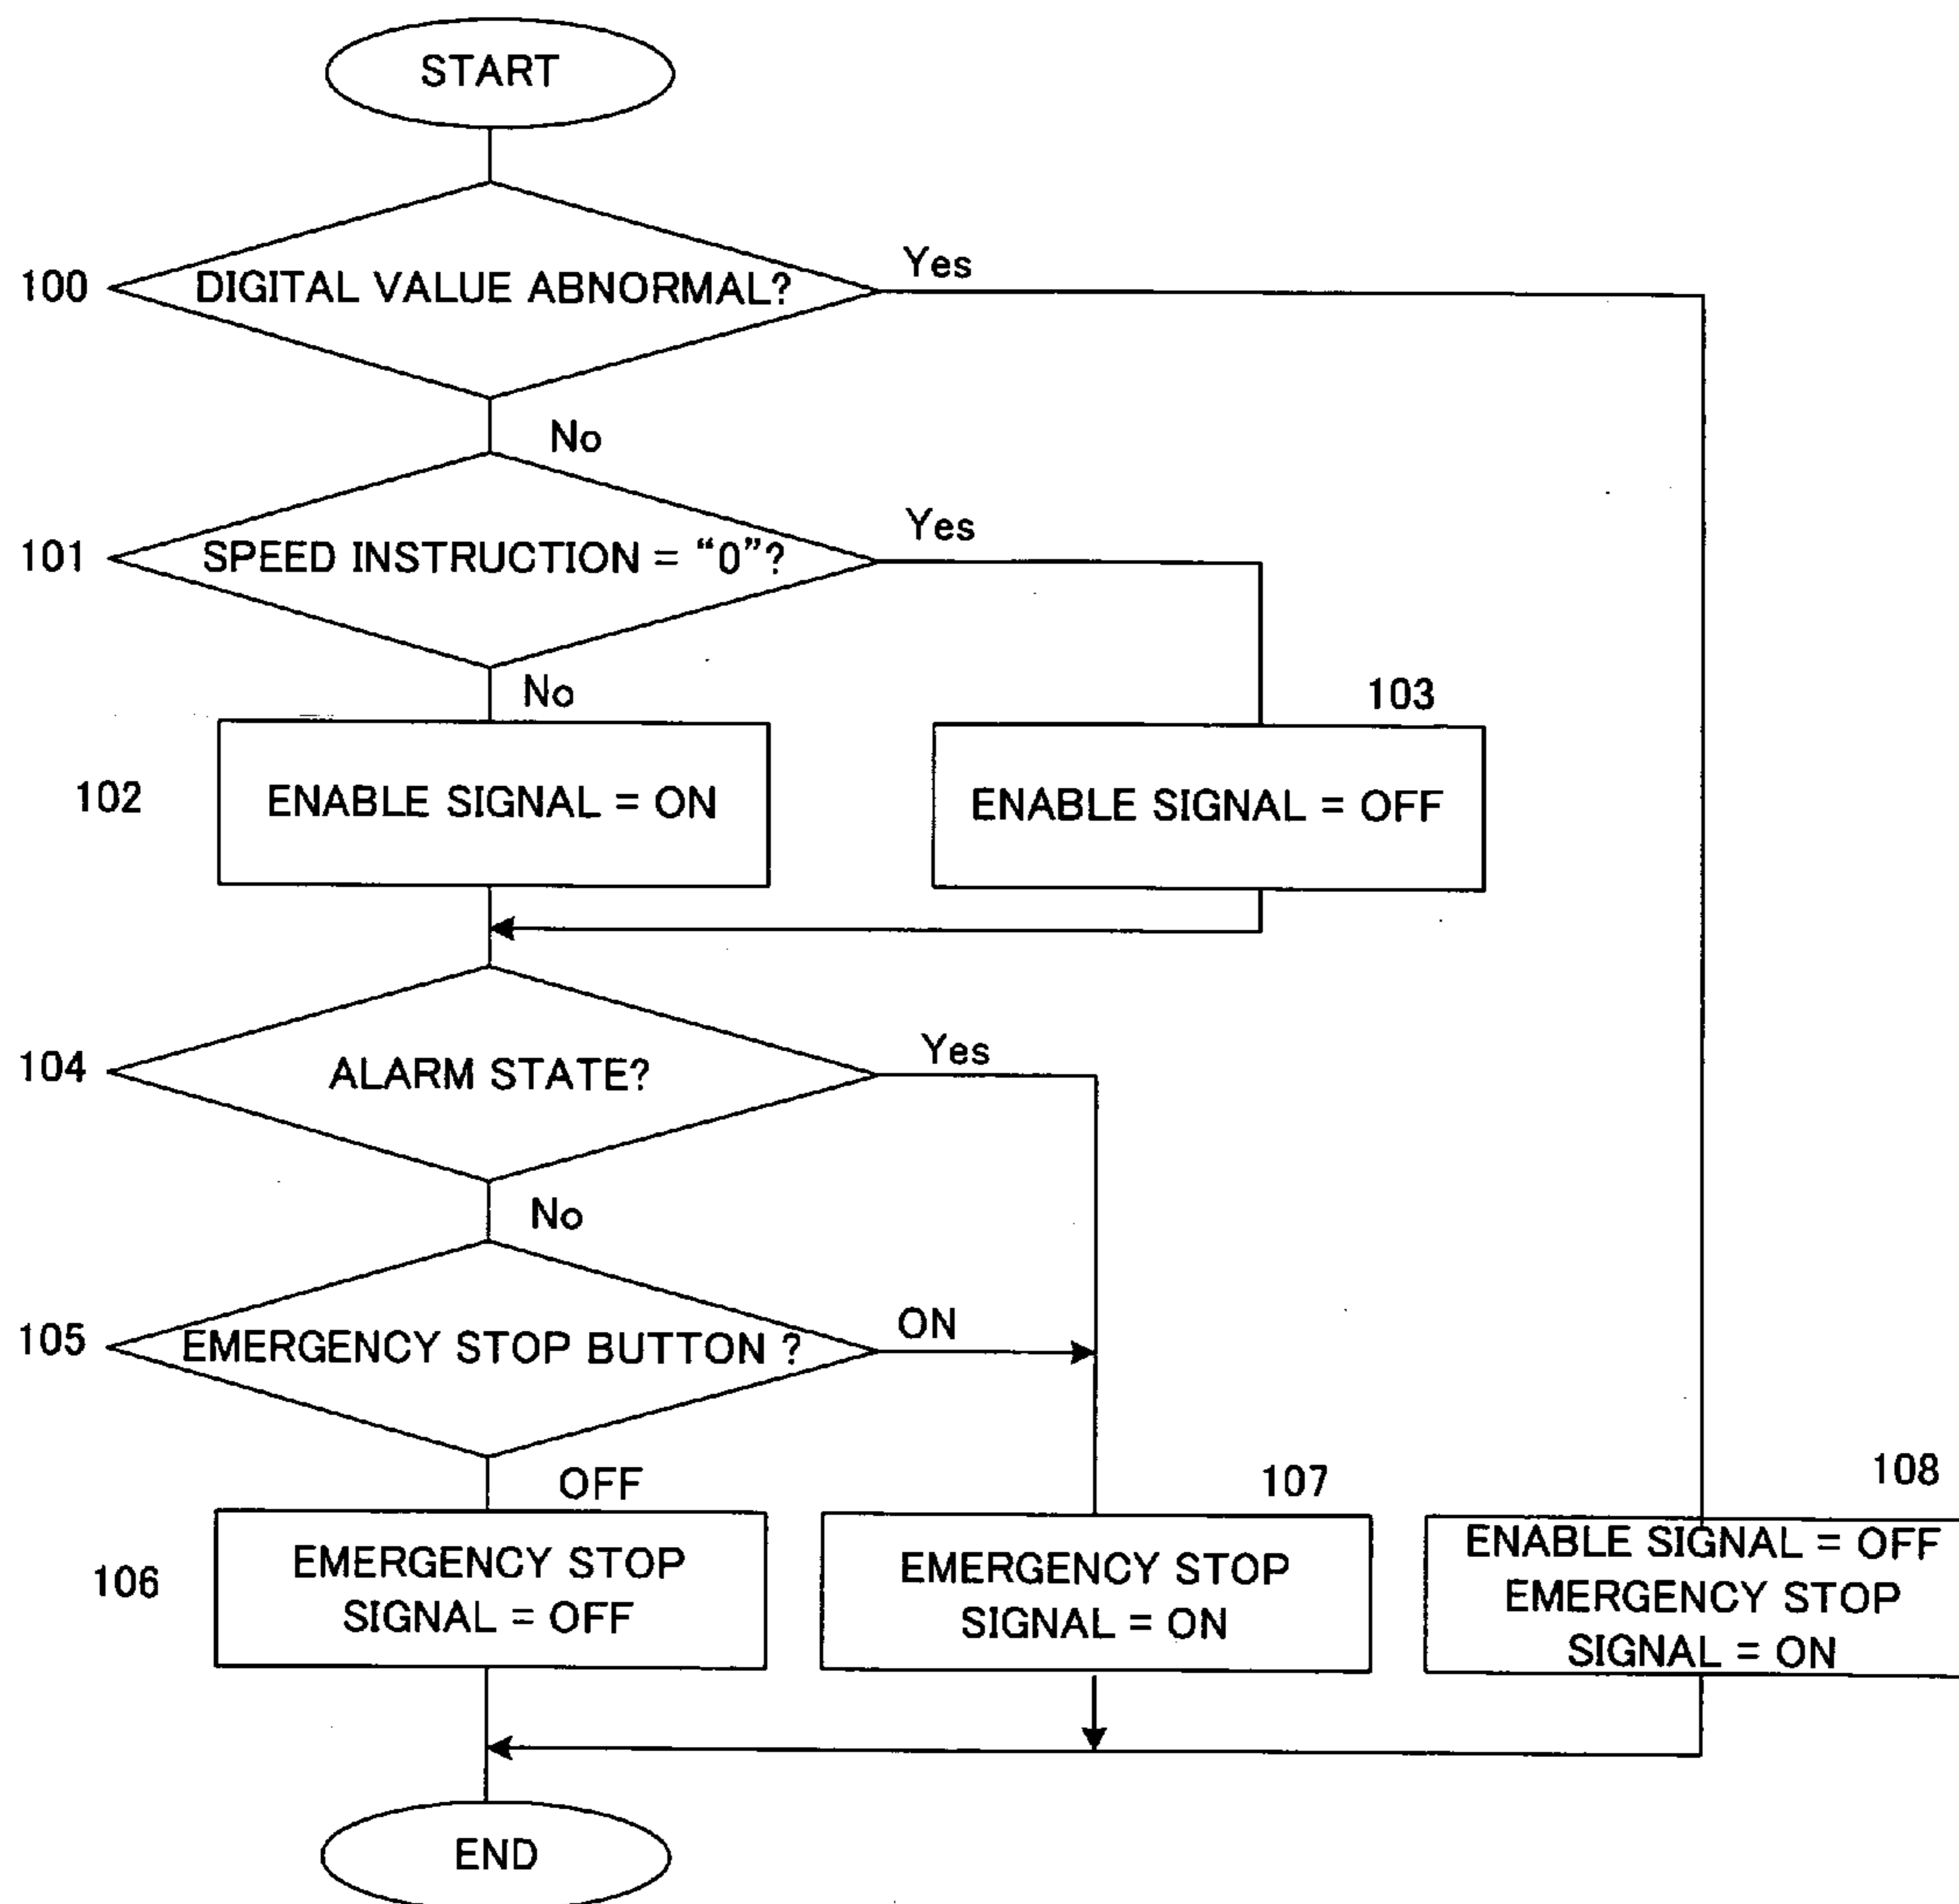 START
100
DIGITAL VALUE ABNORMAL?
Yes
No
101
SPEED INSTRUCTION = “0”?
Yes
No
102
ENABLE SIGNAL = ON
103
ENABLE SIGNAL = OFF
104
ALARM STATE?
Yes
No
105
EMERGENCY STOP BUTTON ?
ON
OFF
106
EMERGENCY STOP
SIGNAL = OFF
107
EMERGENCY STOP
SIGNAL = ON
108
ENABLE SIGNAL = OFF
EMERGENCY STOP
SIGNAL = ON
END